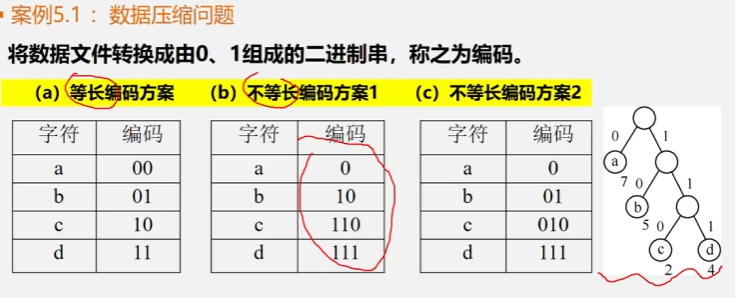 案例5.1 ：数据压缩问题
将数据文件转换成由0、1组成的二进制串，称之为编码。
(a) 等长编码方案 (b) 不等长编码方案1 (c) 不等长编码方案2
字符 编码 字符 编码 字符 编码
a 00 a 0 a 0
b 01 b 10 b 01
c 10 c 110 c 010
d 11 d 111 d 111
0 1
a
7 0 1
b
5 0 1
c d
2 4